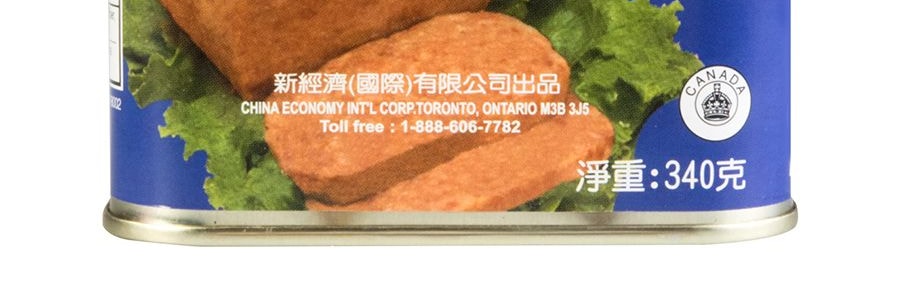 新經濟(國際)有限公司出品
CHINA ECONOMY INT'L CORP.TORONTO, ONTARIO M3B 3J5
Toll free : 1-888-606-7782
CANADA
淨重:340克